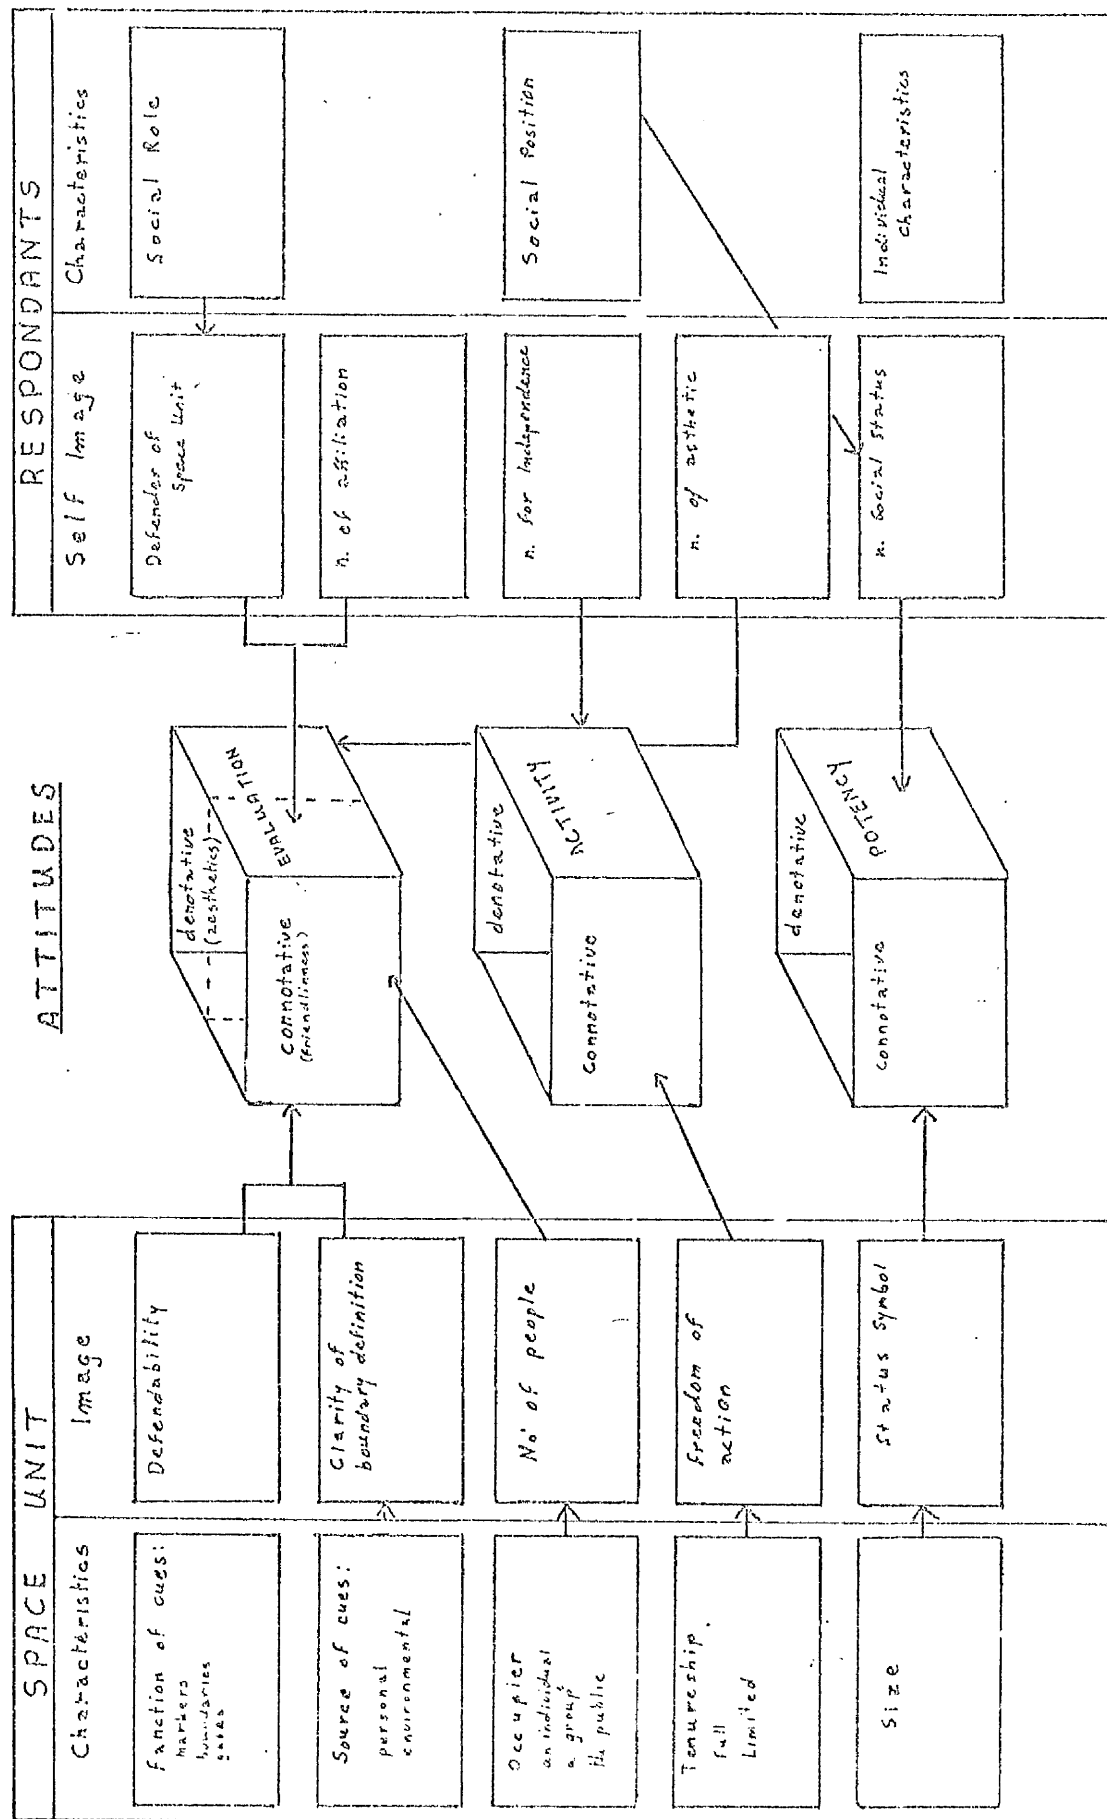 SPACE UNIT
Characteristics
Image
Function of cues:
markers
boundaries
Source of cues:
personal
environmental
Occupier
an individual
a group
the public
Tenureship
Full
Limited
Size
Defendability
Clarity of
boundary definition
No of people
Freedom of
action
Status Symbol
ATTITUDES
denotative
(aesthetics)
EVALUATION
connotative
(friendlinness)
denotative
ACTIVITY
connotative
denotative
POTENCY
connotative
RESPONDANTS
Self Image
Characteristics
Defender of
Space Unit
n. of affiliation
n. for Independence
n. of asthetic
n. Social Status
Social Role
Social Position
Individual
Characteristics